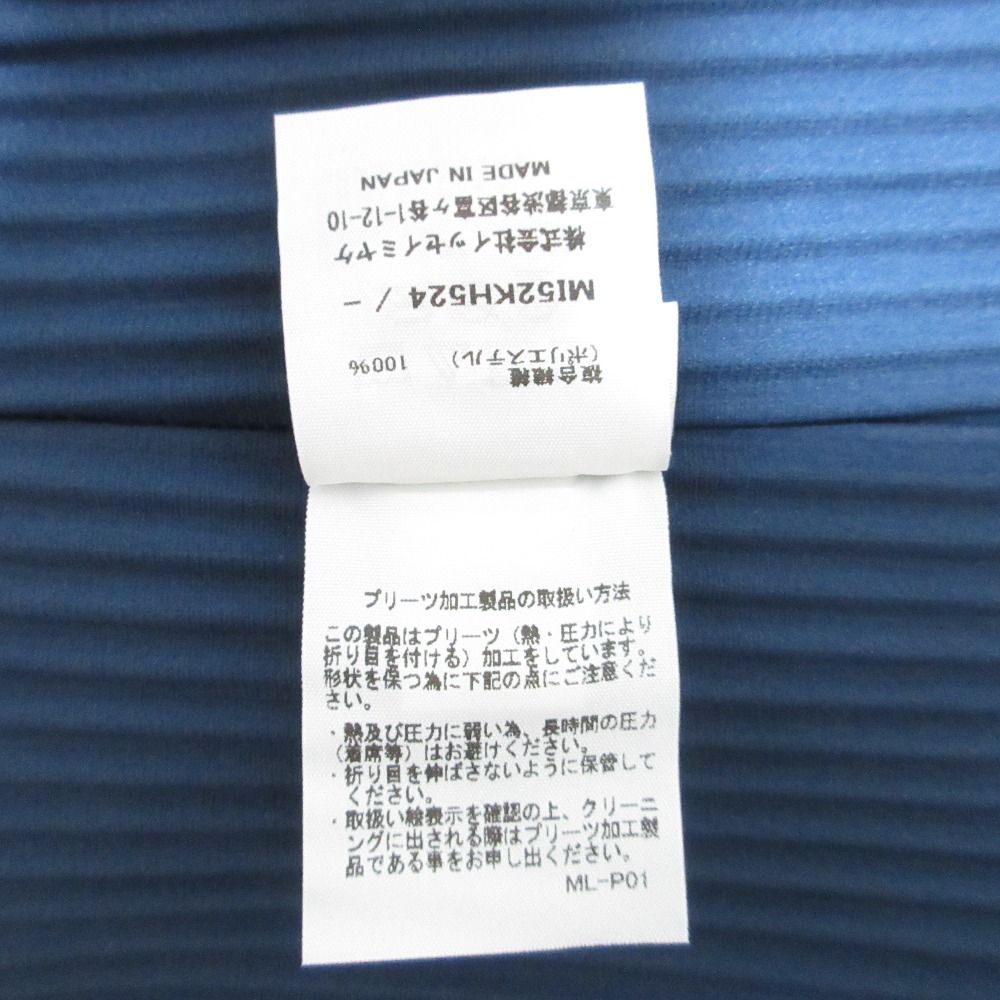 複合繊維
（ポリエステル） 100%
MI52KH524 / −
株式会社イッセイミヤケ
東京都渋谷区富ヶ谷1-12-10
MADE IN JAPAN
プリーツ加工製品の取扱い方法
この製品はプリーツ（熱・圧力により
折り目を付ける）加工をしています。
形状を保つ為に下記の点にご注意くだ
さい。
・熱及び圧力に弱い為、長時間の圧力
（着席等）はお避けください。
・折り目を伸ばさないように保管して
ください。
・取扱い絵表示を確認の上、クリーニ
ングに出される際はプリーツ加工製
品である事をお申し出ください。
ML-P01